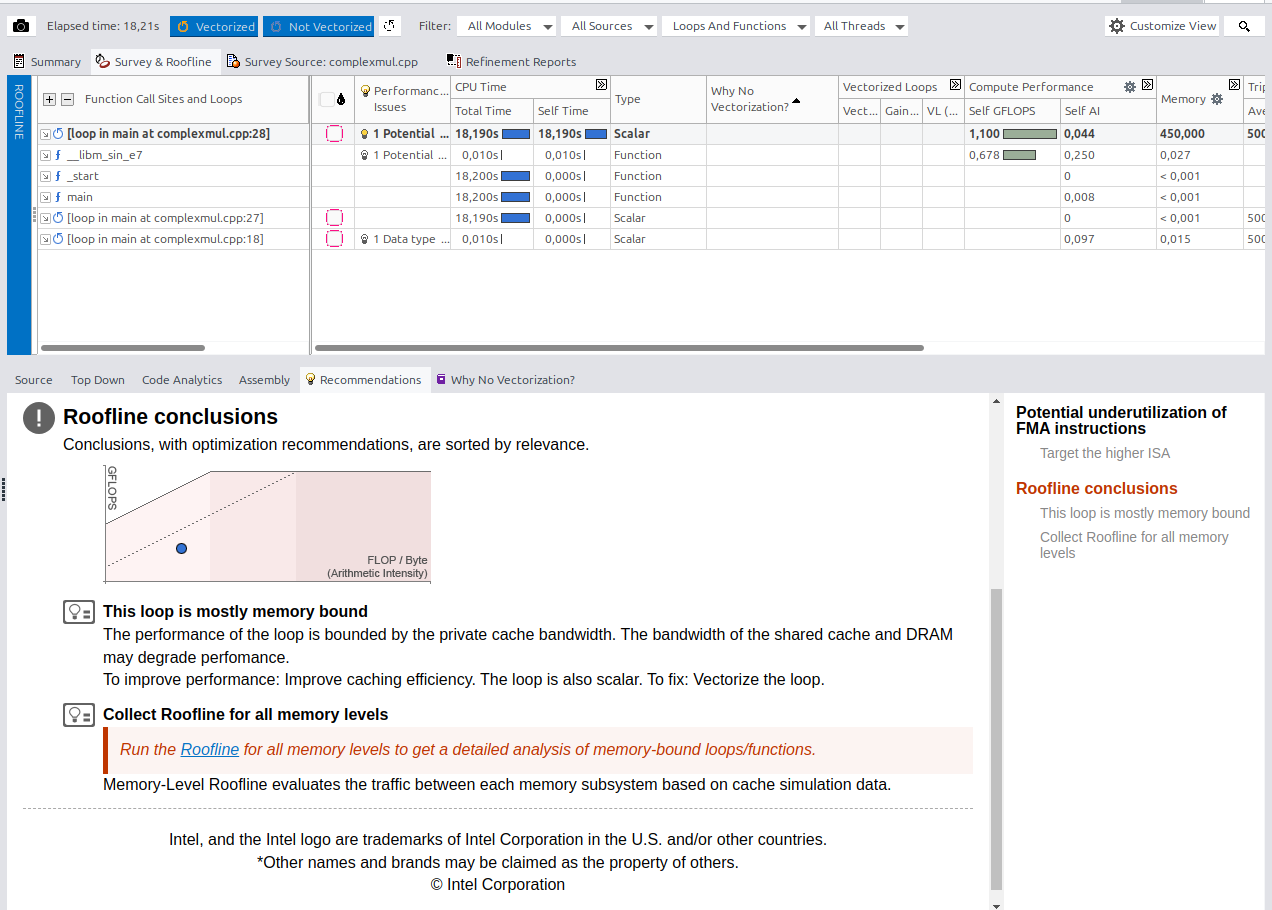 Elapsed time: 18,21s Vectorized Not Vectorized Filter: All Modules All Sources Loops And Functions All Threads Customize View
Summary Survey & Roofline Survey Source: complexmul.cpp Refinement Reports
ROOFLINE
Function Call Sites and Loops Performanc... Issues CPU Time Type Why No Vectorization? Vectorized Loops Compute Performance Memory Trip
Total Time Self Time Vect... Gain... VL (... Self GFLOPS Self AI Ave
[loop in main at complexmul.cpp:28] 1 Potential ... 18,190s 18,190s Scalar 1,100 0,044 450,000 500
f __libm_sin_e7 1 Potential ... 0,010s 0,010s Function 0,678 0,250 0,027
f _start 18,200s 0,000s Function 0 < 0,001
f main 18,200s 0,000s Function 0,008 < 0,001
[loop in main at complexmul.cpp:27] 18,190s 0,000s Scalar 0 < 0,001 500
[loop in main at complexmul.cpp:18] 1 Data type ... 0,010s 0,000s Scalar 0,097 0,015 500
Source Top Down Code Analytics Assembly Recommendations Why No Vectorization?
Roofline conclusions
Conclusions, with optimization recommendations, are sorted by relevance.
GFLOPS
FLOP / Byte
(Arithmetic Intensity)
This loop is mostly memory bound
The performance of the loop is bounded by the private cache bandwidth. The bandwidth of the shared cache and DRAM
may degrade perfomance.
To improve performance: Improve caching efficiency. The loop is also scalar. To fix: Vectorize the loop.
Collect Roofline for all memory levels
Run the Roofline for all memory levels to get a detailed analysis of memory-bound loops/functions.
Memory-Level Roofline evaluates the traffic between each memory subsystem based on cache simulation data.
Intel, and the Intel logo are trademarks of Intel Corporation in the U.S. and/or other countries.
*Other names and brands may be claimed as the property of others.
© Intel Corporation
Potential underutilization of
FMA instructions
Target the higher ISA
Roofline conclusions
This loop is mostly memory bound
Collect Roofline for all memory
levels